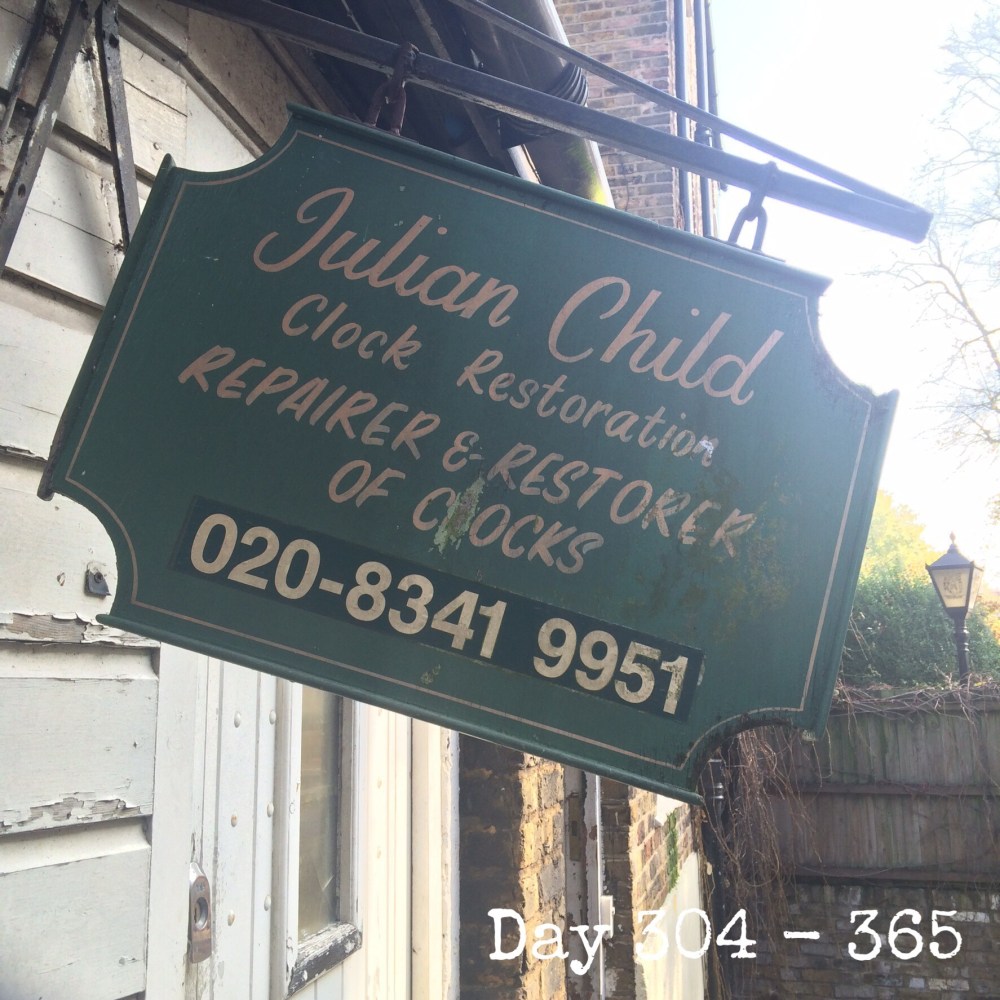 Julian Child
Clock Restoration
REPAIRER & RESTORER
OF CLOCKS
020-8341 9951
Day 304 - 365